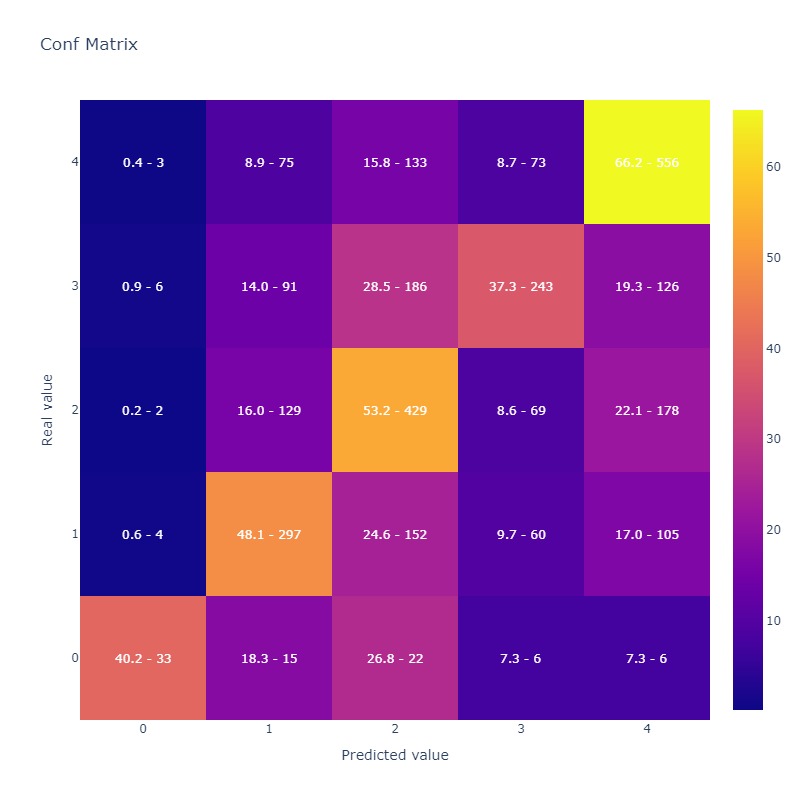 Conf Matrix
4
0.4 - 3
8.9 - 75
15.8 - 133
8.7 - 73
66.2 - 556
3
0.9 - 6
14.0 - 91
28.5 - 186
37.3 - 243
19.3 - 126
2
0.2 - 2
16.0 - 129
53.2 - 429
8.6 - 69
22.1 - 178
1
0.6 - 4
48.1 - 297
24.6 - 152
9.7 - 60
17.0 - 105
0
40.2 - 33
18.3 - 15
26.8 - 22
7.3 - 6
7.3 - 6
0
1
2
3
4
Predicted value
Real value
60
50
40
30
20
10